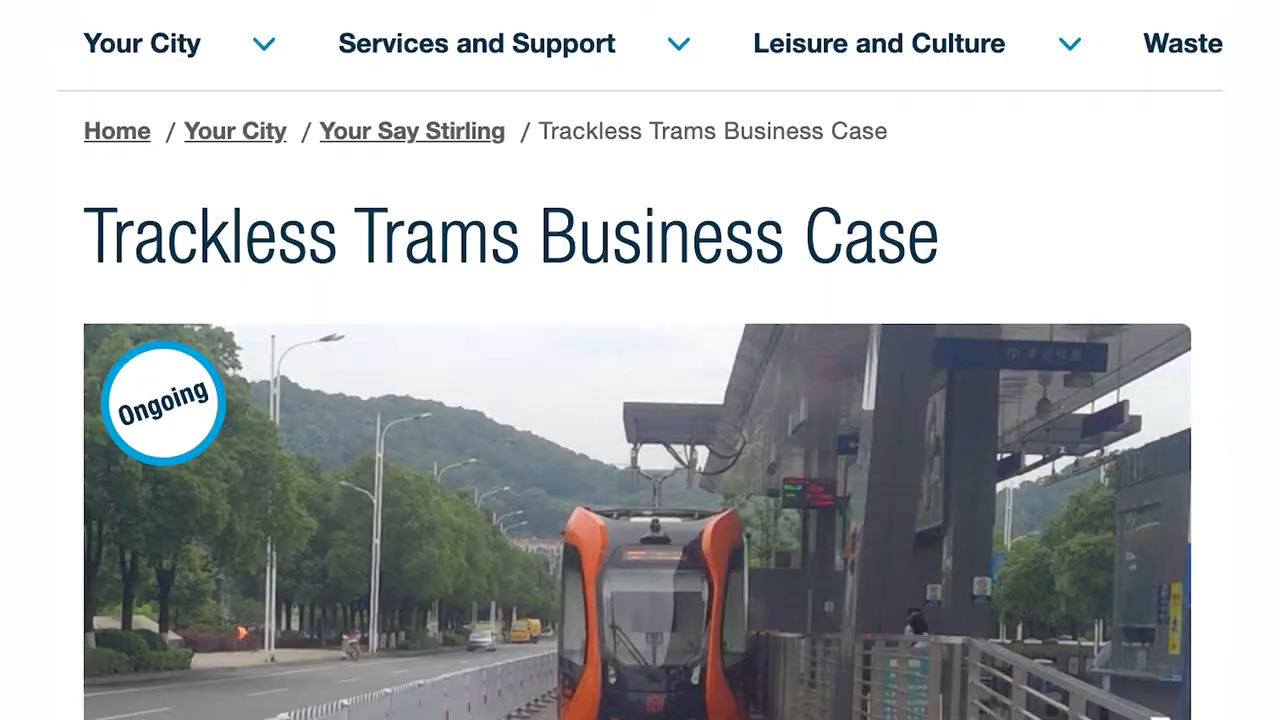 Your City Services and Support Leisure and Culture Waste
Home / Your City / Your Say Stirling / Trackless Trams Business Case
Trackless Trams Business Case
Ongoing